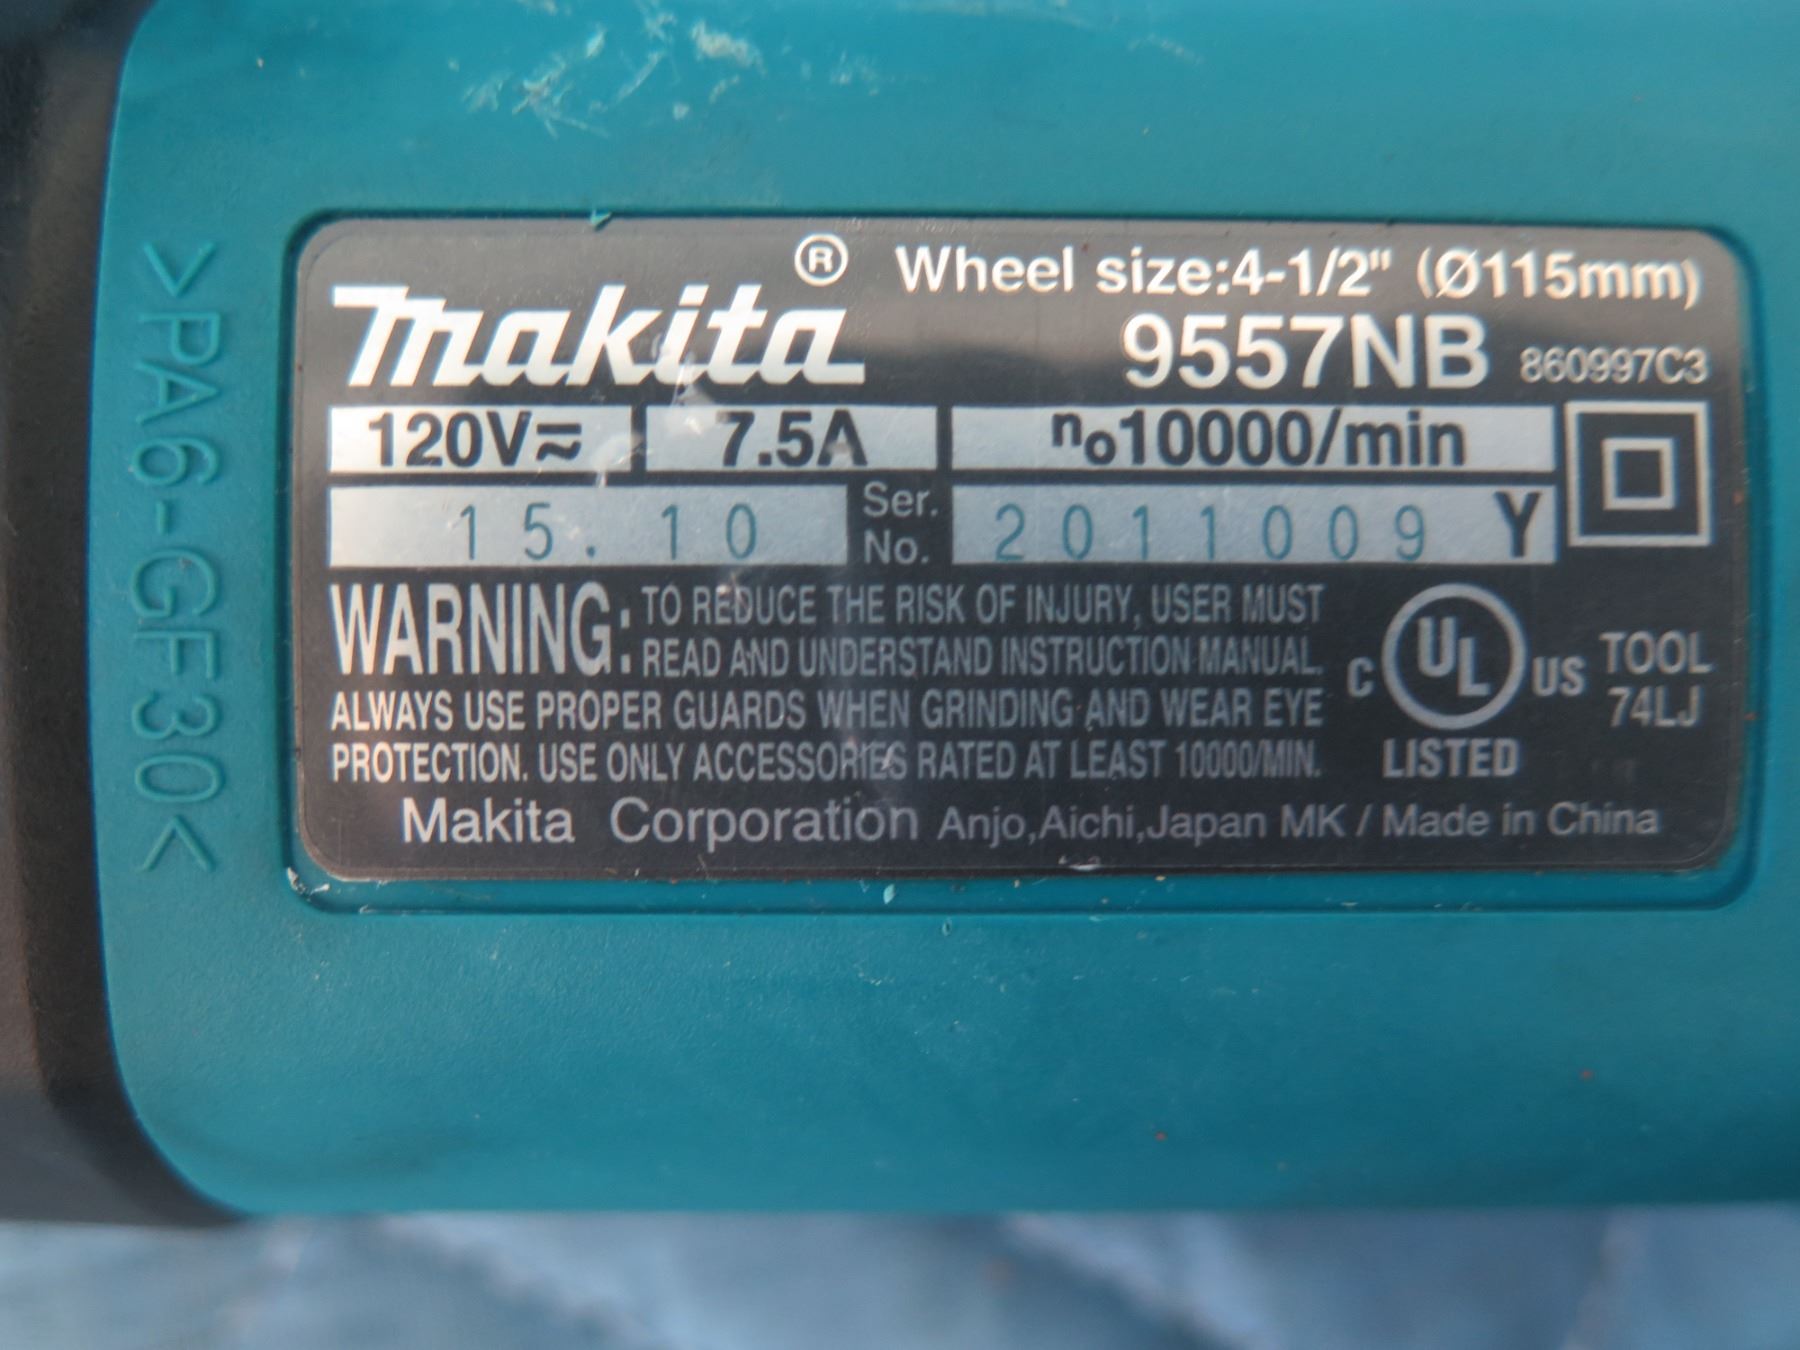 >PA6-GF30<
makita® Wheel size:4-1/2" (Ø115mm)
9557NB 860997C3
120V⎓ 7.5A n₀10000/min
15. 10 Ser. No. 2011009 Y
WARNING: TO REDUCE THE RISK OF INJURY, USER MUST
READ AND UNDERSTAND INSTRUCTION MANUAL.
ALWAYS USE PROPER GUARDS WHEN GRINDING AND WEAR EYE
PROTECTION. USE ONLY ACCESSORIES RATED AT LEAST 10000/MIN.
C UL US TOOL
74LJ
LISTED
Makita Corporation Anjo,Aichi,Japan MK / Made in China